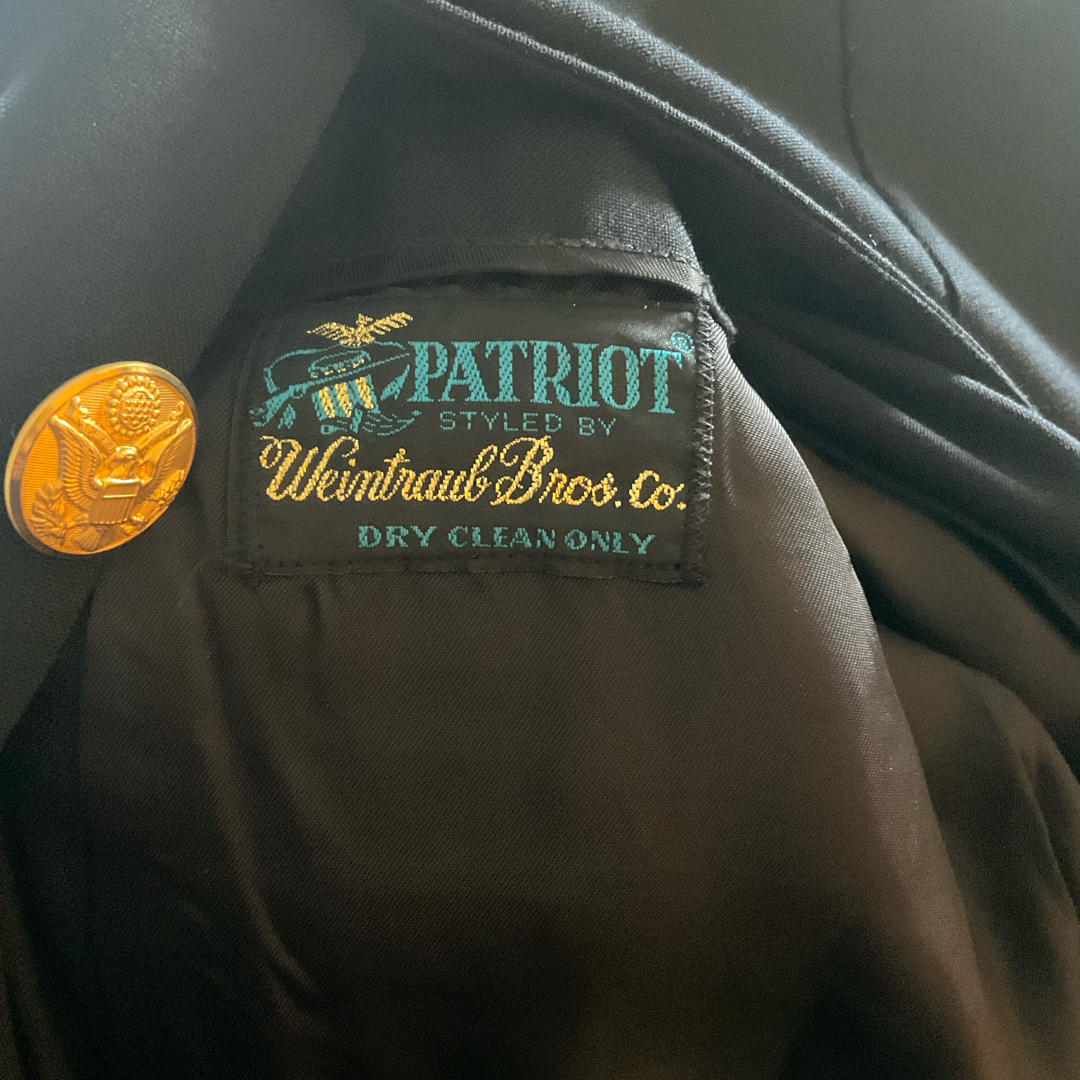 PATRIOT®
STYLED BY
Weintraub Bros. Co.
DRY CLEAN ONLY